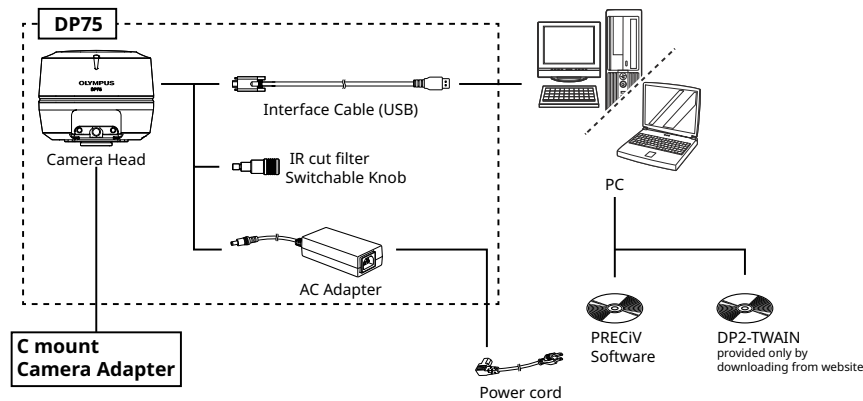 DP75
OLYMPUS
DP75
Camera Head
Interface Cable (USB)
IR cut filter
Switchable Knob
AC Adapter
PC
C mount
Camera Adapter
Power cord
PRECiV
Software
DP2-TWAIN
provided only by
downloading from website